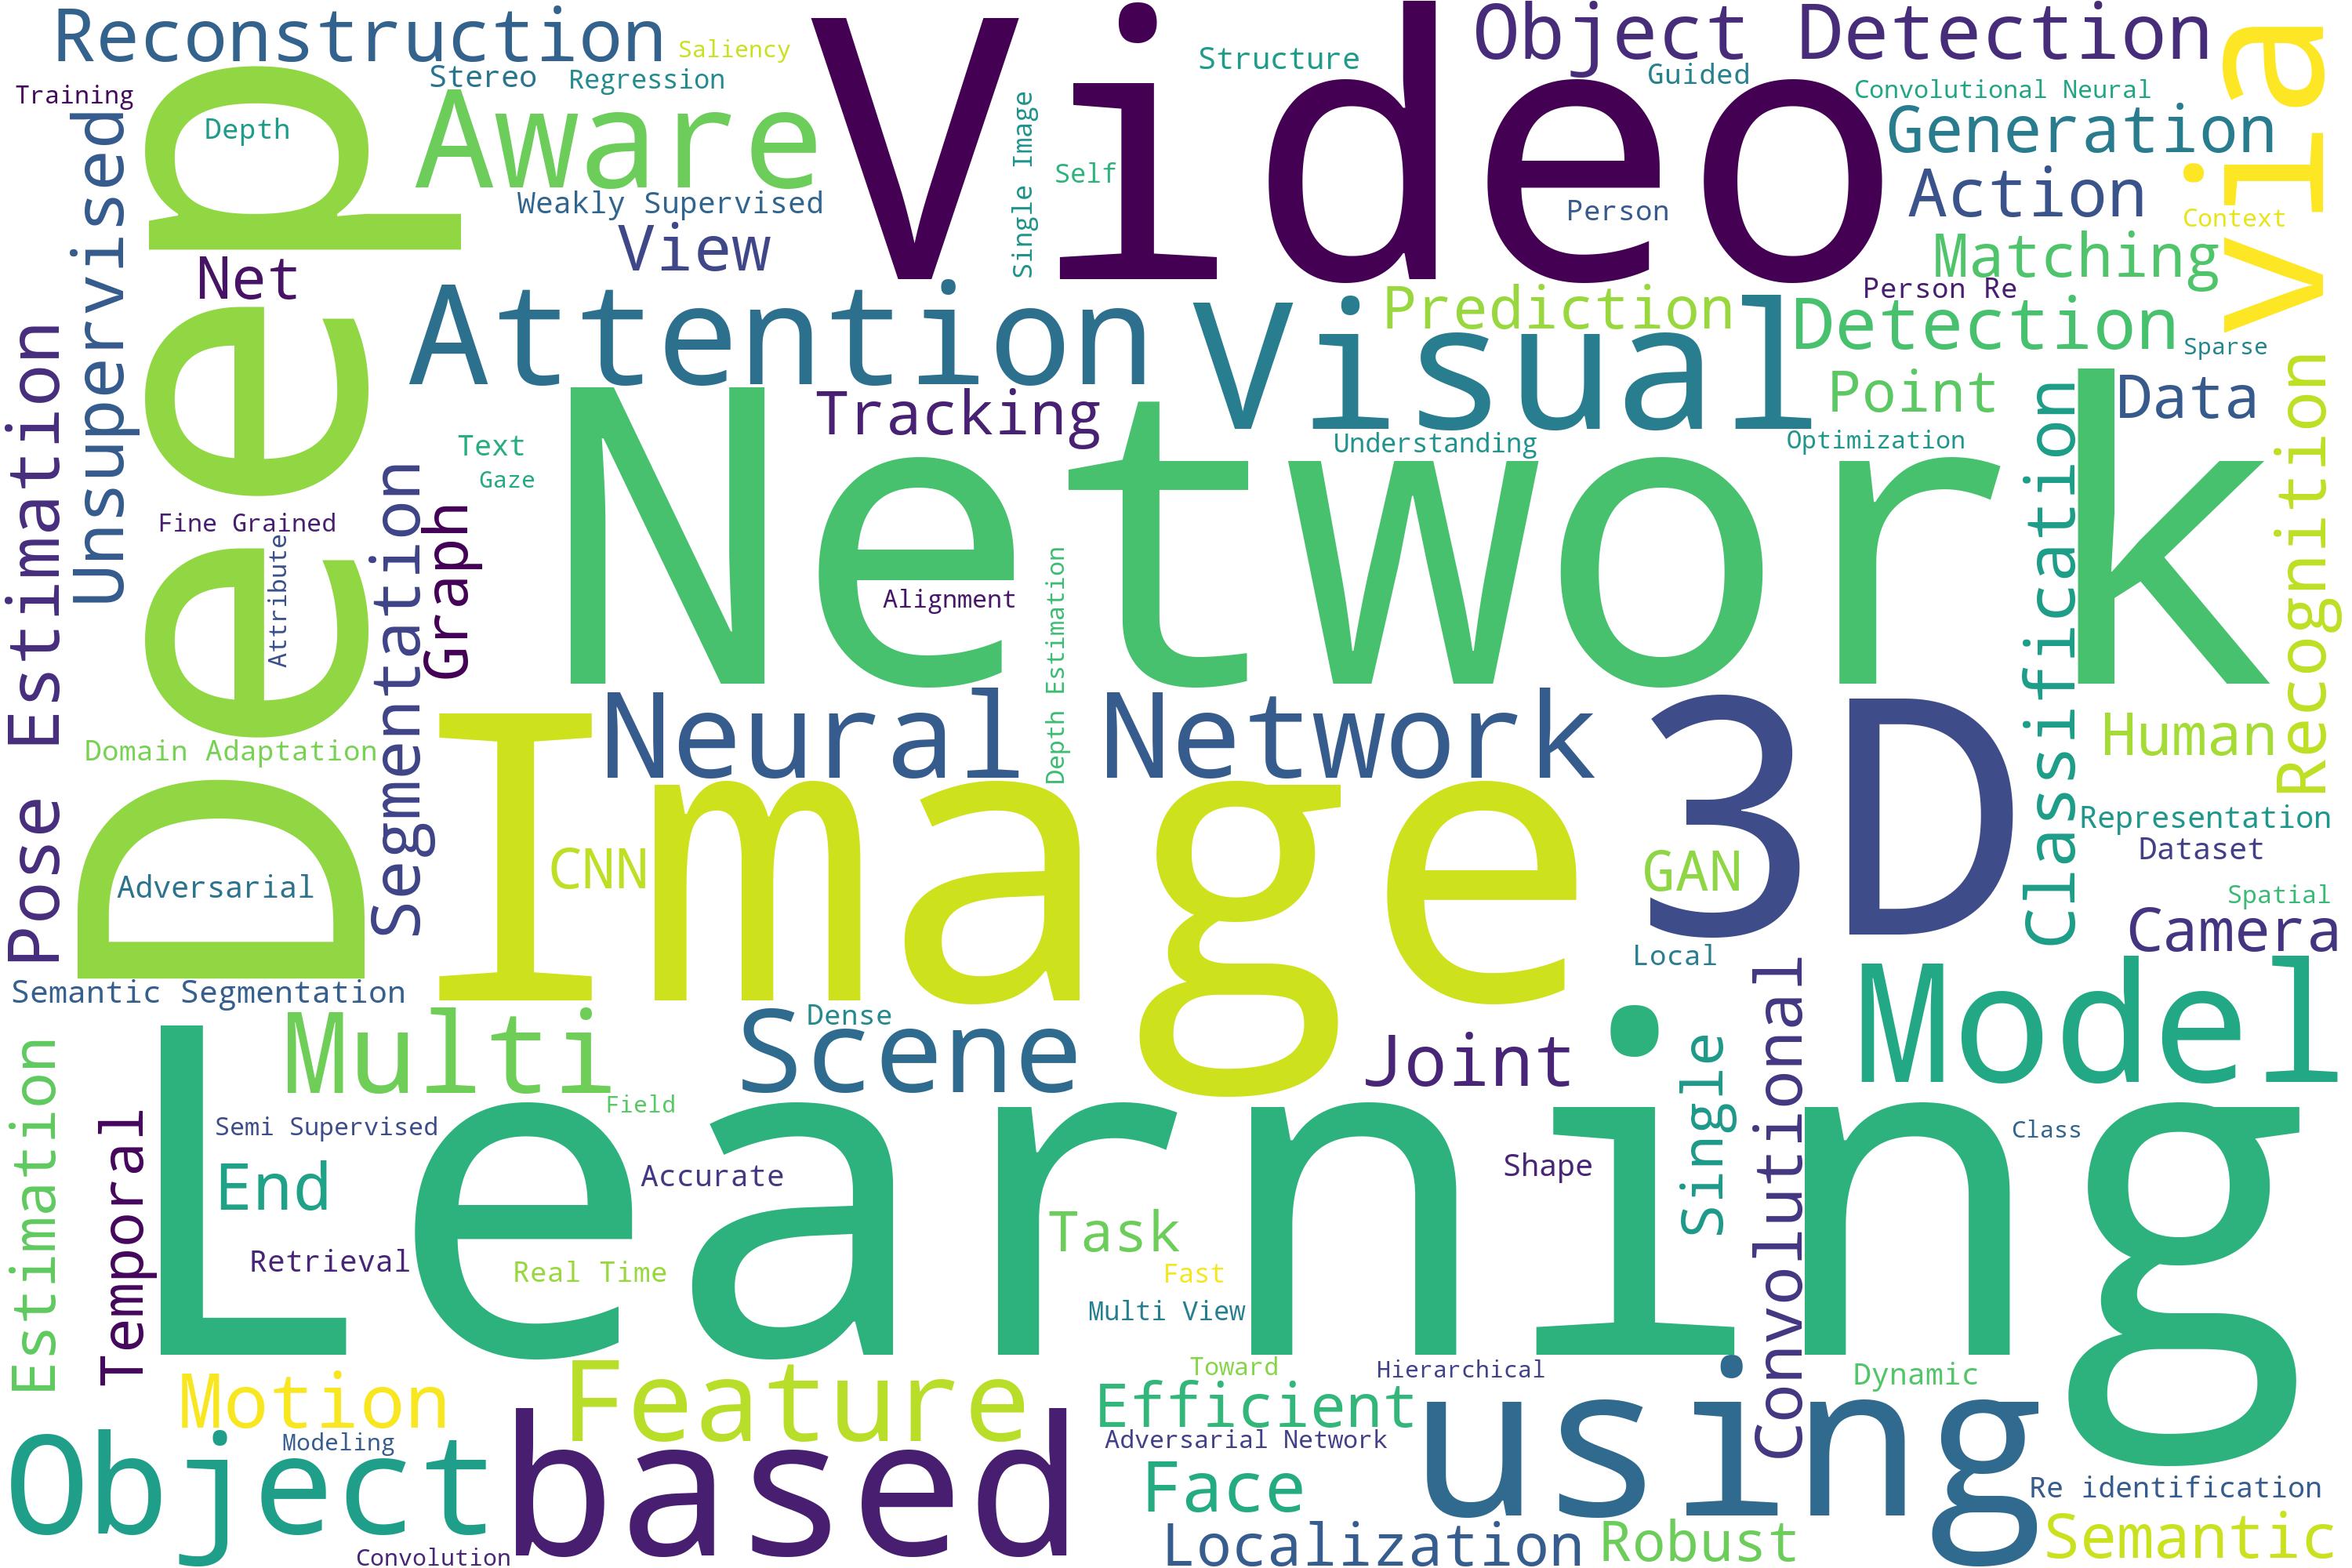 Reconstruction
Saliency
Video
Structure
Object Detection
via
Stereo
Regression
Guided
Training
Depth
Aware
Convolutional Neural
Generation
Single Image
Self
Unsupervised
Deep
Weakly Supervised
Person
Action
Context
View
Matching
Net
Attention
Visual
Prediction
Person Re
Detection
Sparse
Pose Estimation
Tracking
Point
Data
Text
Understanding
Optimization
Gaze
Network
Classification
Recognition
Fine Grained
Attribute
Segmentation
Graph
Alignment
Depth Estimation
Neural Network
3D
Human
Domain Adaptation
Image
Representation
CNN
GAN
Dataset
Adversarial
Spatial
Camera
Local
Semantic Segmentation
Multi
Dense
Scene
Joint
Single
Convolutional
Model
Estimation
Temporal
Learning
Field
Semi Supervised
Class
End
Accurate
Shape
Task
Retrieval
Real Time
Fast
Multi View
Motion
Feature
Toward
Hierarchical
Dynamic
Efficient
using
Object
Modeling
based
Adversarial Network
Face
Re identification
Convolution
Localization
Robust
Semantic